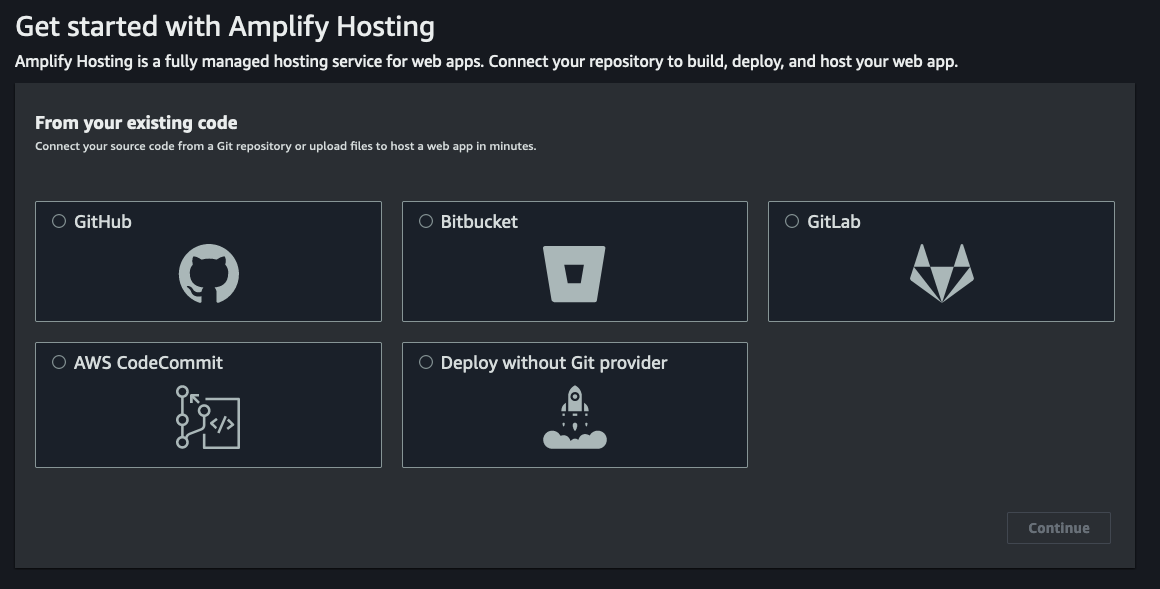 Get started with Amplify Hosting
Amplify Hosting is a fully managed hosting service for web apps. Connect your repository to build, deploy, and host your web app.
From your existing code
Connect your source code from a Git repository or upload files to host a web app in minutes.
GitHub
Bitbucket
GitLab
AWS CodeCommit
Deploy without Git provider
</>
Continue